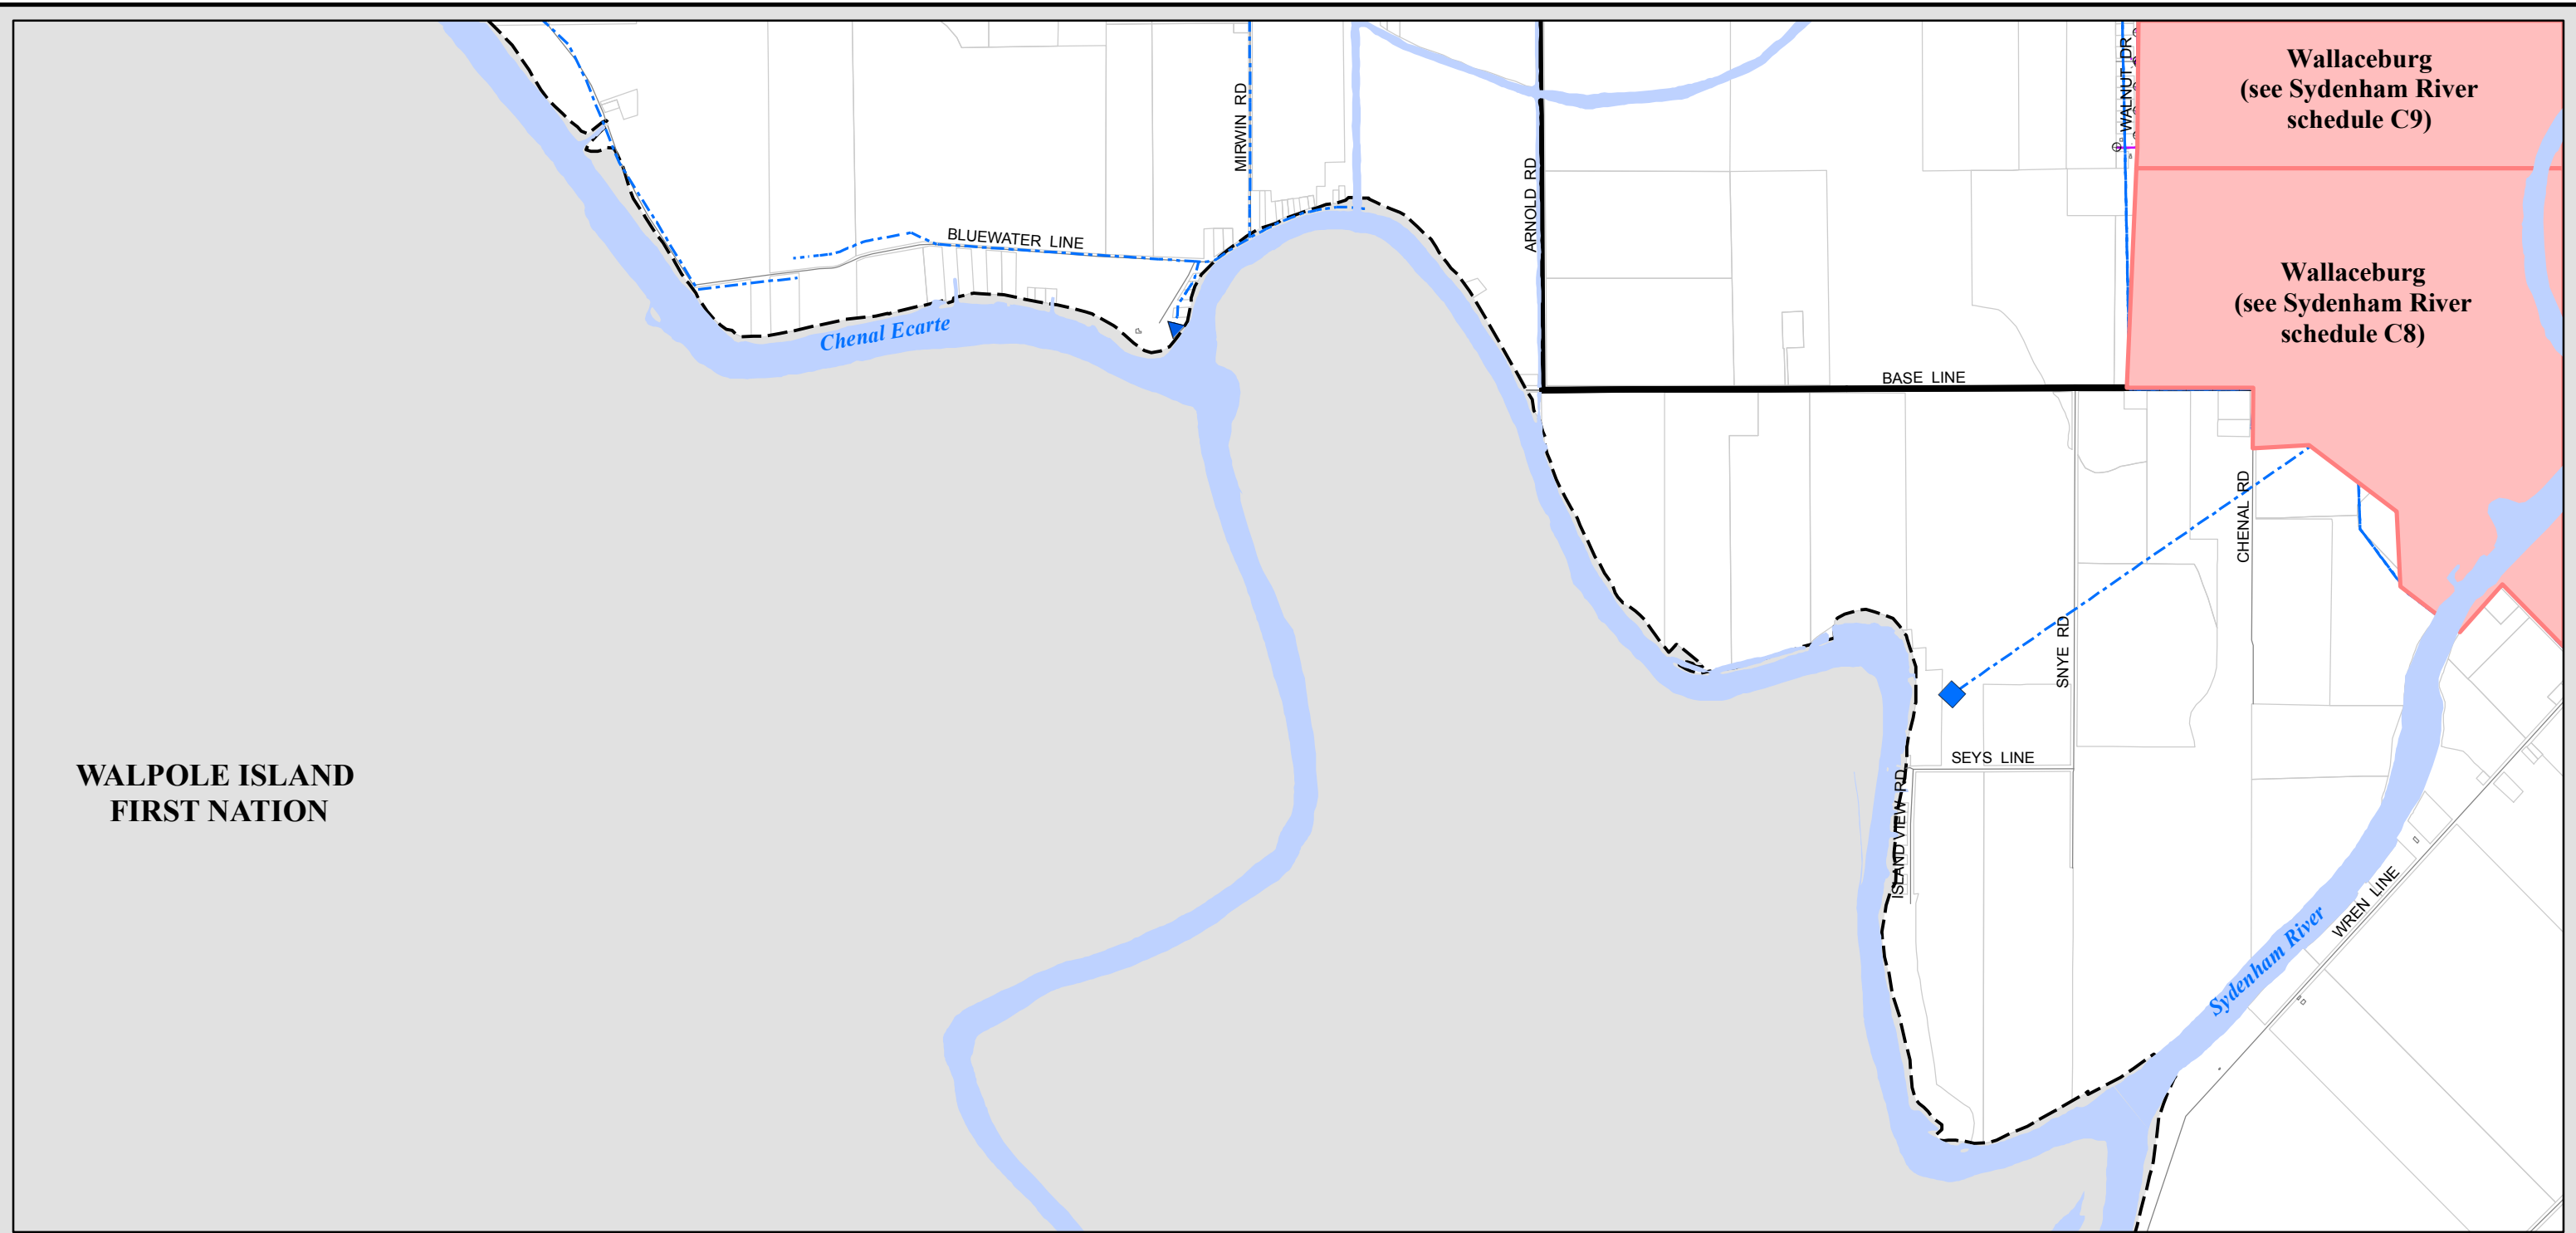 Wallaceburg
(see Sydenham River
schedule C9)
WALNUT DR
MIRWIN RD
ARNOLD RD
BLUEWATER LINE
Wallaceburg
(see Sydenham River
schedule C8)
Chenal Ecarte
BASE LINE
CHENAL RD
SNYE RD
WALPOLE ISLAND
FIRST NATION
SEYS LINE
ISLAND VIEW RD
WREN LINE
Sydenham River